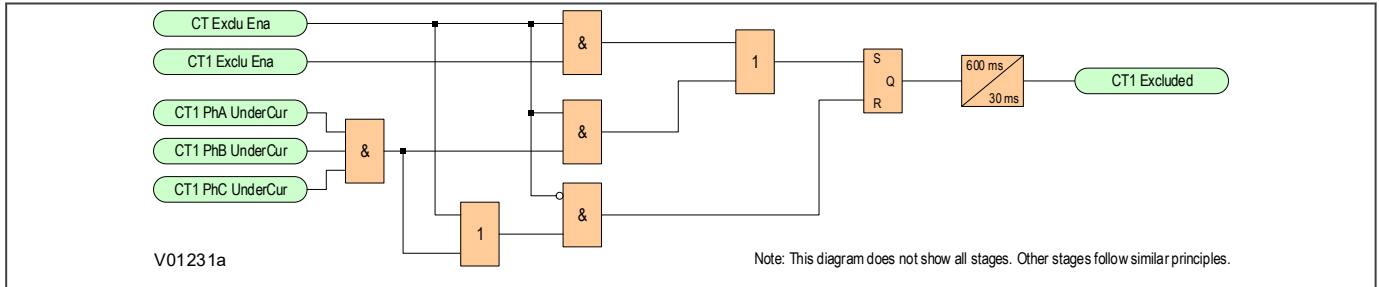 CT Exclu Ena
CT1 Exclu Ena
CT1 PhA UnderCur
CT1 PhB UnderCur
CT1 PhC UnderCur
&
&
&
&
1
1
S
Q
R
600 ms
30 ms
CT1 Excluded
V01231a
Note: This diagram does not show all stages. Other stages follow similar principles.